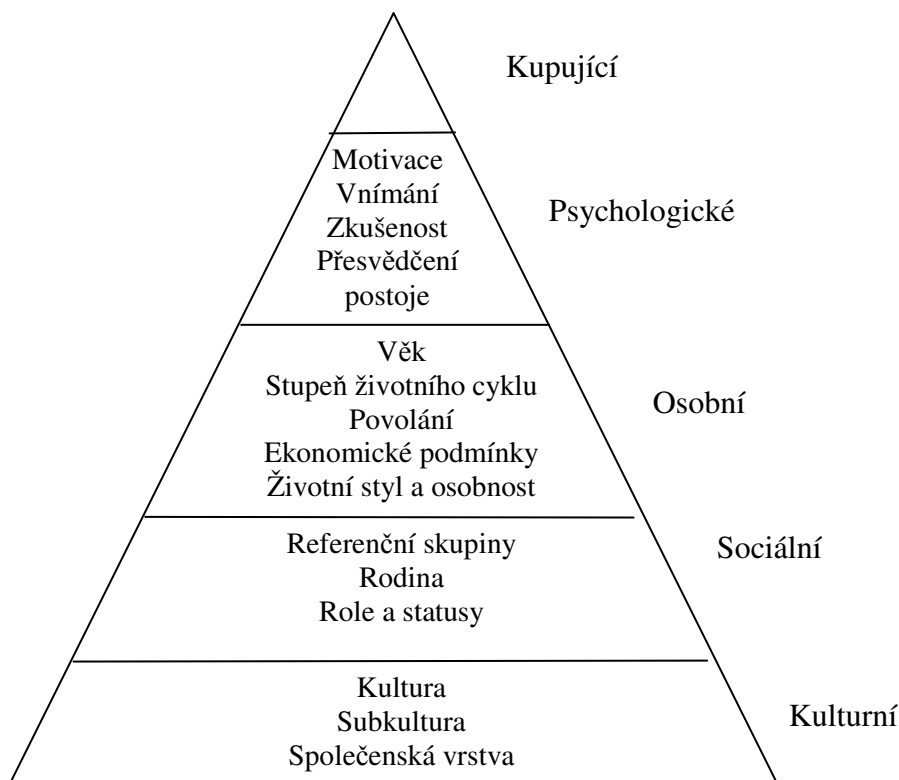 Kupující
Motivace
Vnímání
Zkušenost
Přesvědčení
postoje
Psychologické
Věk
Stupeň životního cyklu
Povolání
Ekonomické podmínky
Životní styl a osobnost
Osobní
Referenční skupiny
Rodina
Role a statusy
Sociální
Kultura
Subkultura
Společenská vrstva
Kulturní